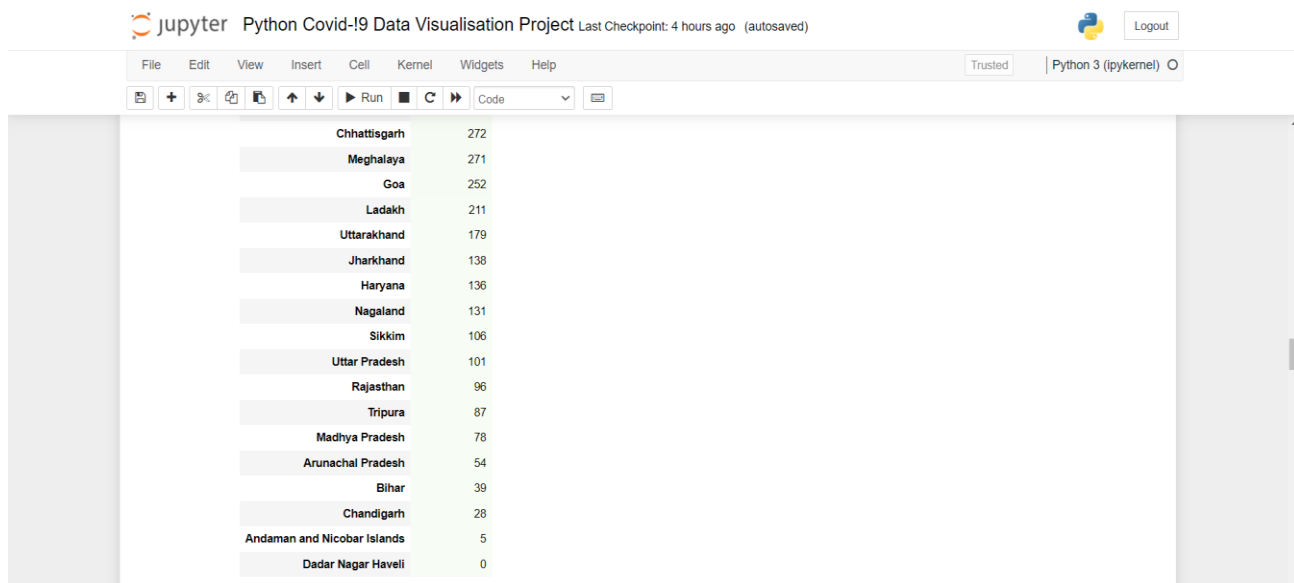 jupyter Python Covid-!9 Data Visualisation Project Last Checkpoint: 4 hours ago (autosaved) Logout
File Edit View Insert Cell Kernel Widgets Help Trusted Python 3 (ipykernel)
Run Code
Chhattisgarh 272
Meghalaya 271
Goa 252
Ladakh 211
Uttarakhand 179
Jharkhand 138
Haryana 136
Nagaland 131
Sikkim 106
Uttar Pradesh 101
Rajasthan 96
Tripura 87
Madhya Pradesh 78
Arunachal Pradesh 54
Bihar 39
Chandigarh 28
Andaman and Nicobar Islands 5
Dadar Nagar Haveli 0